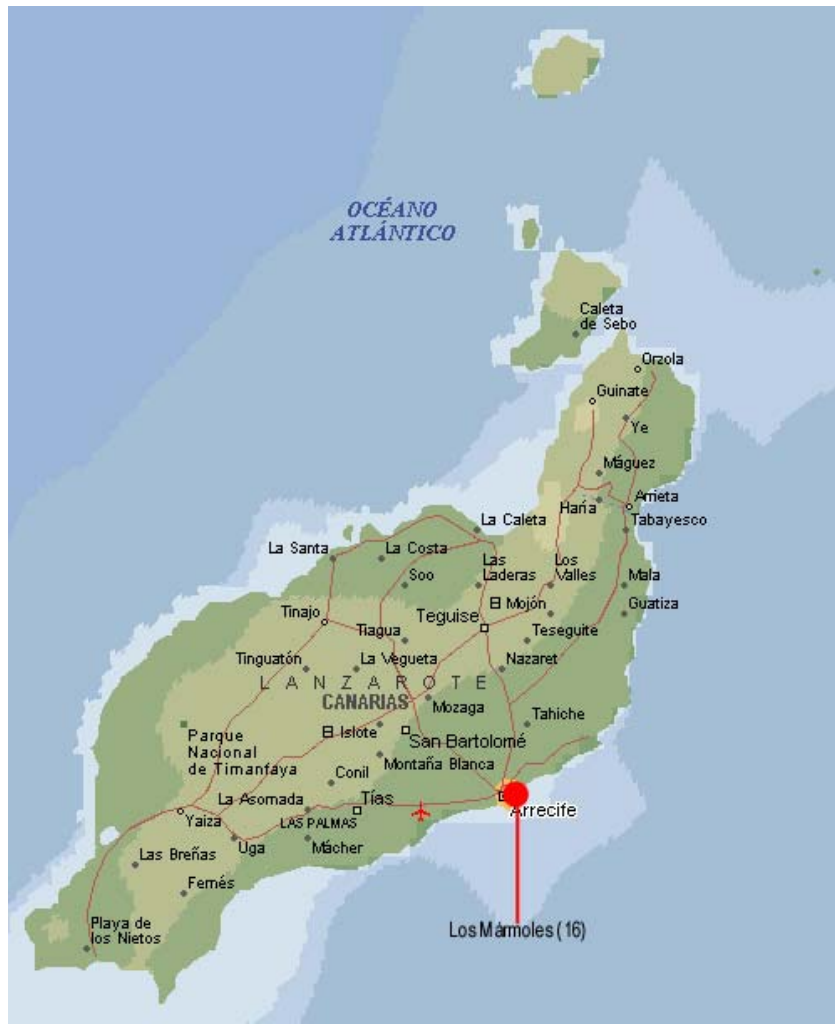 OCÉANO
ATLÁNTICO
Caleta
de Sebo
Orzola
Guinate
Ye
Máguez
Arrieta
Haría
Tabayesco
La Caleta
La Santa
La Costa
Las
Laderas
Los
Valles
Mala
Soo
El Mojón
Guatiza
Tinajo
Teguise
Tiagua
Teseguite
Tinguatón
La Vegueta
Nazaret
LANZAROTE
CANARIAS
Mozaga
Tahiche
Parque
Nacional
de Timanfaya
El Islote
San Bartolomé
Montaña Blanca
Conil
La Asomada
Tías
Arrecife
Yaiza
LAS PALMAS
Uga
Mácher
Las Breñas
Femés
Playa de
los Nietos
Los Mármoles (16)